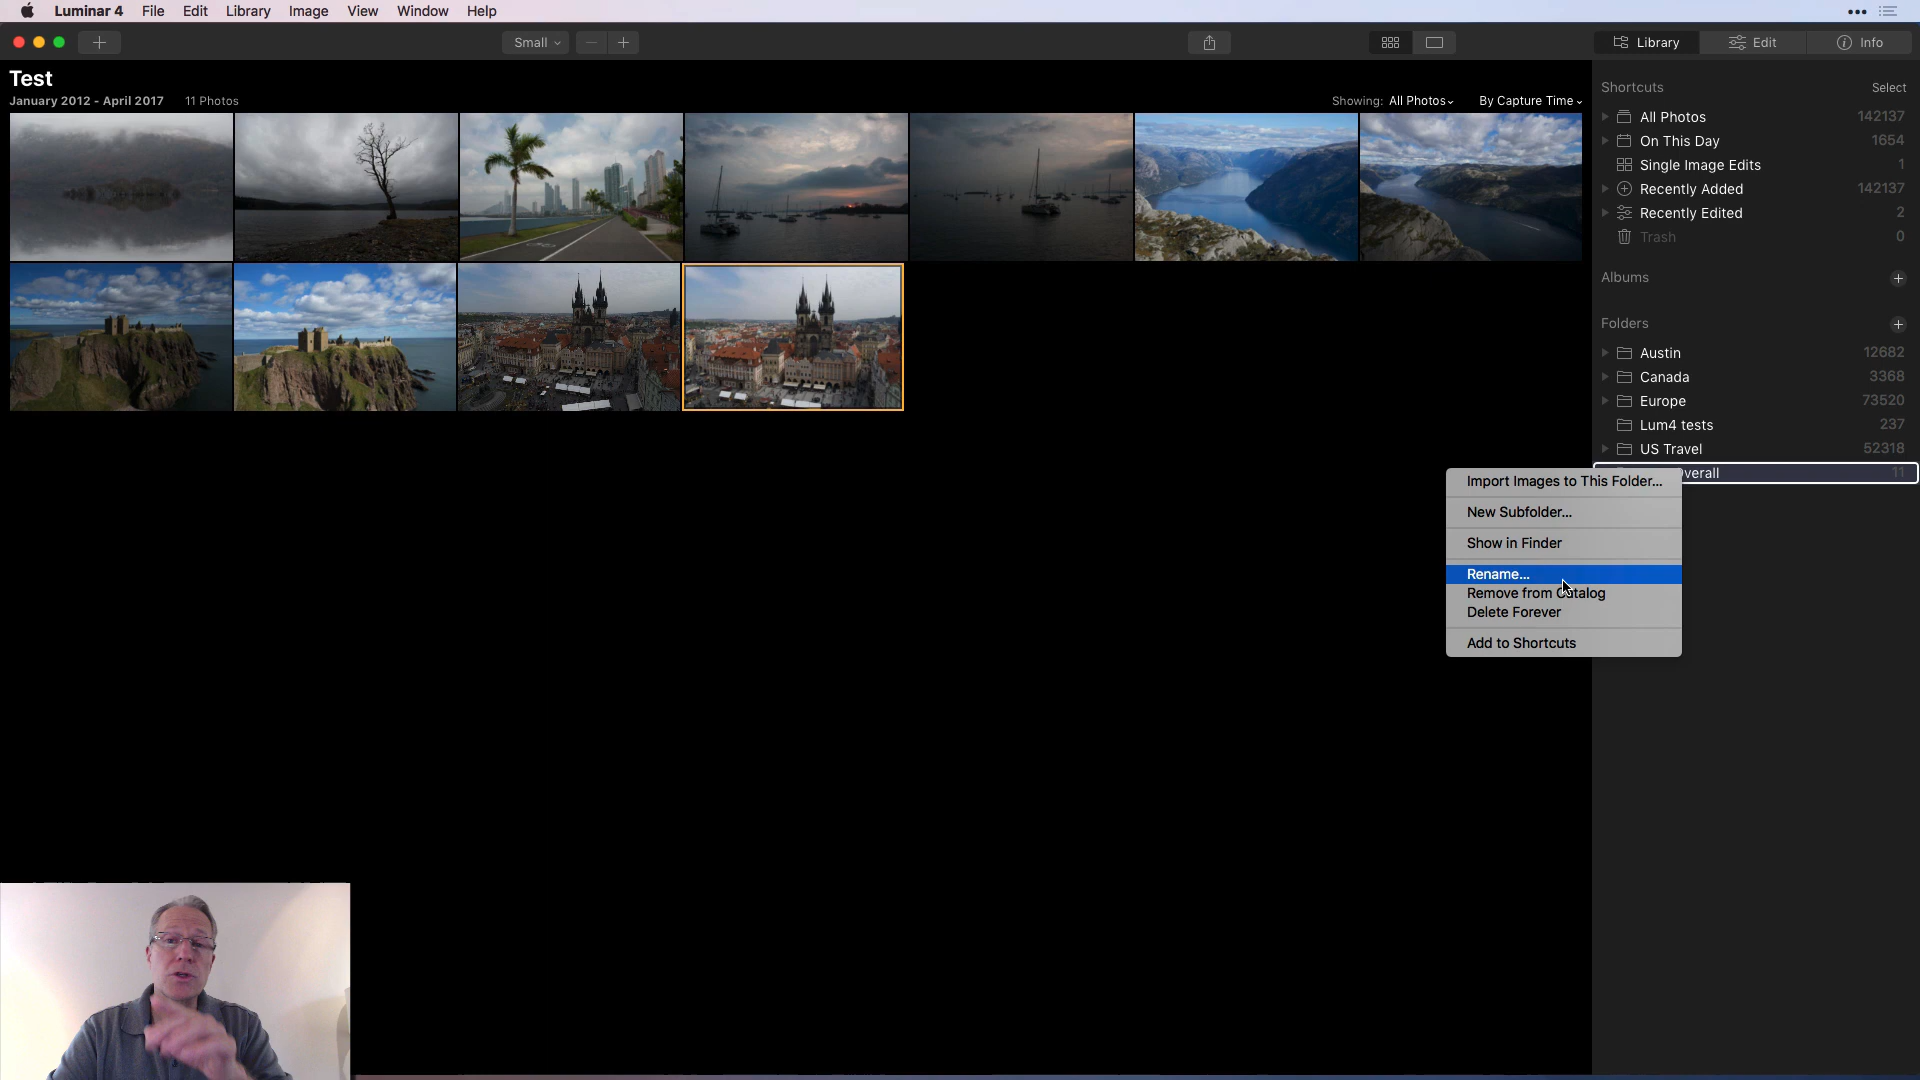 Luminar 4 File Edit Library Image View Window Help
Small
Library Edit Info
Test
January 2012 - April 2017 11 Photos
Showing: All Photos By Capture Time
Shortcuts Select
All Photos 142137
On This Day 1654
Single Image Edits 1
Recently Added 142137
Recently Edited 2
Trash 0
Albums
Folders
Austin 12682
Canada 3368
Europe 73520
Lum4 tests 237
US Travel 52318
verall 11
Import Images to This Folder...
New Subfolder...
Show in Finder
Rename...
Remove from Catalog
Delete Forever
Add to Shortcuts